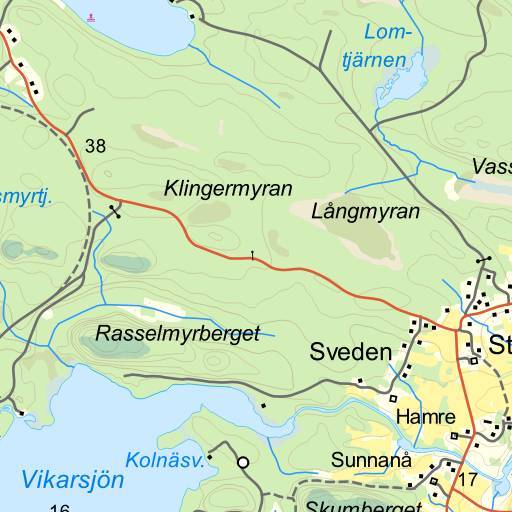 Lom-
tjärnen
38
Klingermyran
Vass
smyrtj.
Långmyran
Rasselmyrberget
Sveden
St
Hamre
Kolnäsv.
Sunnanå
Vikarsjön
17
16
Skumberget